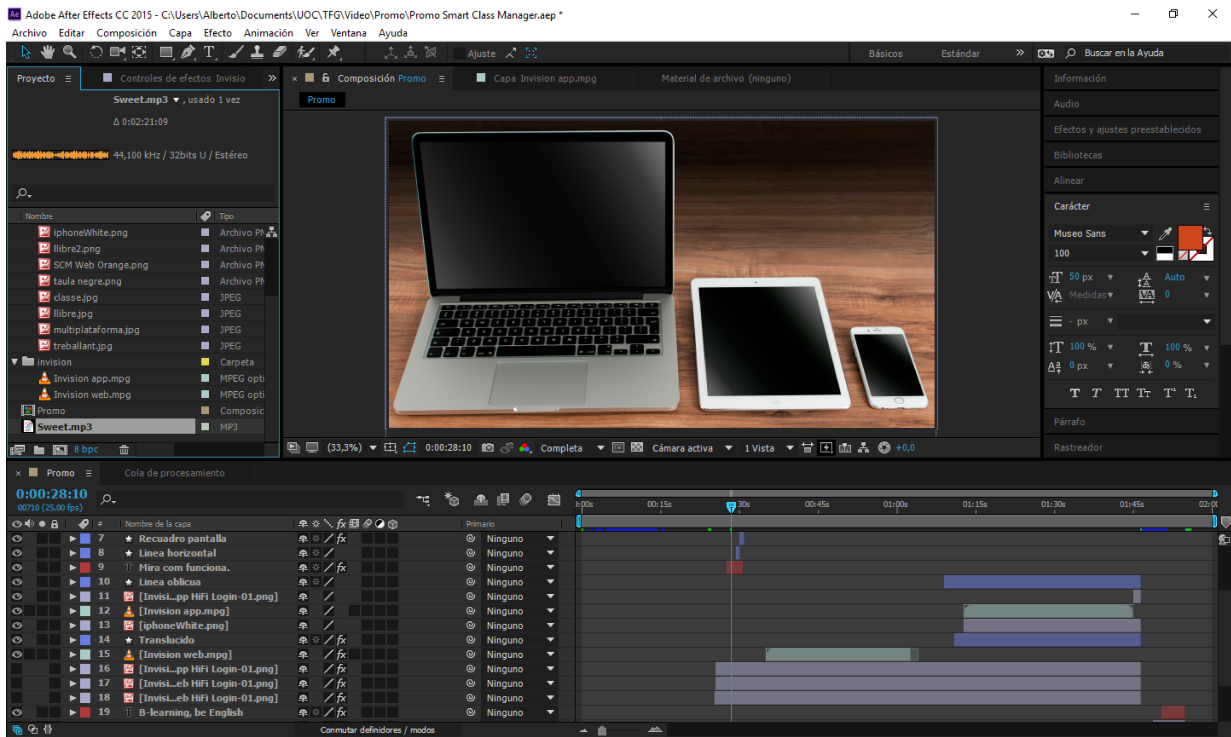 Adobe After Effects CC 2015 - C:\Users\Alberto\Documents\UOC\TFG\Video\Promo\Promo Smart Class Manager.aep *
Archivo Editar Composición Capa Efecto Animación Ver Ventana Ayuda
Ajuste Básicos Estándar Buscar en la Ayuda
Proyecto Controles de efectos Invisio Composición Promo Capa Invision app.mpg Material de archivo (ninguno) Información
Sweet.mp3 , usado 1 vez Promo
Audio
Δ 0:02:21:09
Efectos y ajustes preestablecidos
44,100 kHz / 32bits U / Estéreo Bibliotecas
Alinear
Carácter
Nombre Tipo
iphoneWhite.png Archivo PN
Museo Sans
llibre2.png Archivo PN
100
SCM Web Orange.png Archivo PN
taula negre.png Archivo PN
50 px Auto
classe.jpg JPEG
Medidas 0
llibre.jpg JPEG
- px
multiplataforma.jpg JPEG
treballant.jpg JPEG
100 % 100 %
invision Carpeta
0 px 0 %
Invision app.mpg MPEG opti
Invision web.mpg MPEG opti
T T TT Tт T¹ T₁
Promo Composic
Sweet.mp3 MP3
Párrafo
8 bpc (33,3%) 0:00:28:10 Completa Cámara activa 1 Vista +0,0 Rastreador
Promo Cola de procesamiento
0:00:28:10
00710 (25.00 fps)
00s 00:15s 30s 00:45s 01:00s 01:15s 01:30s 01:45s 02:0
# Nombre de la capa fx Primario
7 Recuadro pantalla fx Ninguno
8 Linea horizontal Ninguno
9 T Mira com funciona. fx Ninguno
10 Linea oblicua Ninguno
11 [Invisi...pp HiFi Login-01.png] Ninguno
12 [Invision app.mpg] Ninguno
13 [iphoneWhite.png] Ninguno
14 Translucido fx Ninguno
15 [Invision web.mpg] fx Ninguno
16 [Invisi...pp HiFi Login-01.png] fx Ninguno
17 [Invisi...eb HiFi Login-01.png] fx Ninguno
18 [Invisi...eb HiFi Login-01.png] fx Ninguno
19 T B-learning, be English fx Ninguno
Conmutar definidores / modos